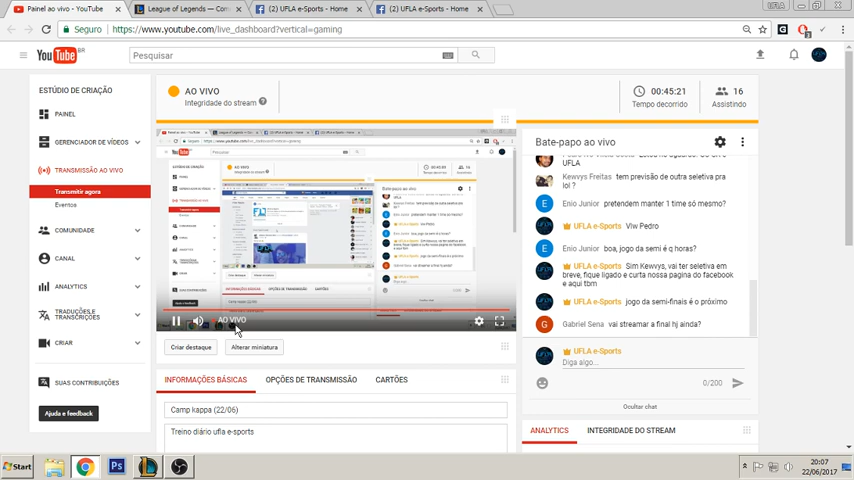 Painel ao vivo - YouTube
League of Legends — Com
(2) UFLA e-Sports - Home
(2) UFLA e-Sports - Home
UFLA
Seguro
https://www.youtube.com/live_dashboard?vertical=gaming
YouTube BR
Pesquisar
ESTÚDIO DE CRIAÇÃO
PAINEL
GERENCIADOR DE VÍDEOS
TRANSMISSÃO AO VIVO
Transmitir agora
Eventos
COMUNIDADE
CANAL
ANALYTICS
TRADUÇÕES E
TRANSCRIÇÕES
CRIAR
SUAS CONTRIBUIÇÕES
Ajuda e feedback
AO VIVO
Integridade do stream
00:45:21
Tempo decorrido
16
Assistindo
AO VIVO
Criar destaque
Alterar miniatura
INFORMAÇÕES BÁSICAS
OPÇÕES DE TRANSMISSÃO
CARTÕES
Camp kappa (22/06)
Treino diário ufla e-sports
Bate-papo ao vivo
UFLA
Kewwys Freitas tem previsão de outra seletiva pra
lol ?
Enio Junior pretendem manter 1 time só mesmo?
UFLA e-Sports Vlw Pedro
Enio Junior boa, jogo da semi é q horas?
UFLA e-Sports Sim Kewwys, vai ter seletiva em
breve, fique ligado e curta nossa pagina do facebook
e aqui tbm
UFLA e-Sports jogo da semi-finais é o próximo
Gabriel Sena vai streamar a final hj ainda?
UFLA e-Sports
Diga algo...
0/200
Ocultar chat
ANALYTICS
INTEGRIDADE DO STREAM
Start
Ps
20:07
22/06/2017